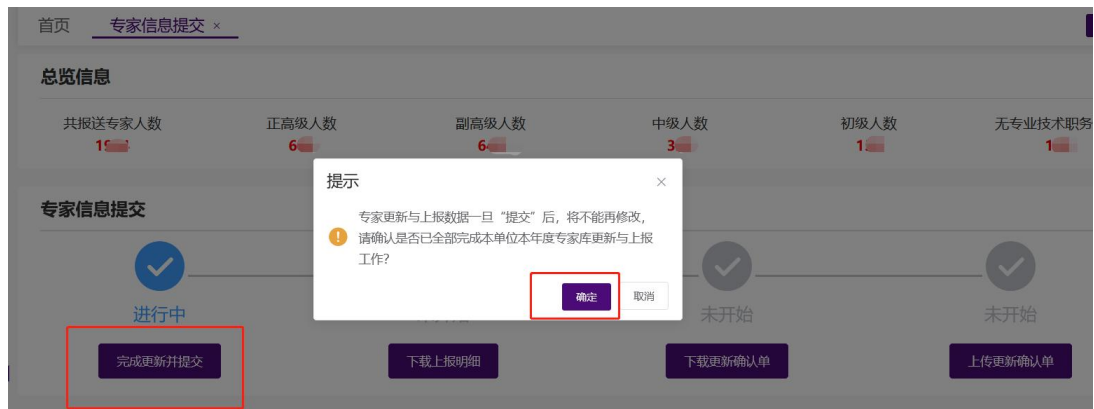 首页 专家信息提交 ×
总览信息
共报送专家人数 正高级人数 副高级人数 中级人数 初级人数 无专业技术职务
提示 ×
专家更新与上报数据一旦“提交”后，将不能再修改，
请确认是否已全部完成本单位本年度专家库更新与上报
工作？
确定 取消
专家信息提交
进行中 未开始 未开始
完成更新并提交 下载上报明细 下载更新确认单 上传更新确认单